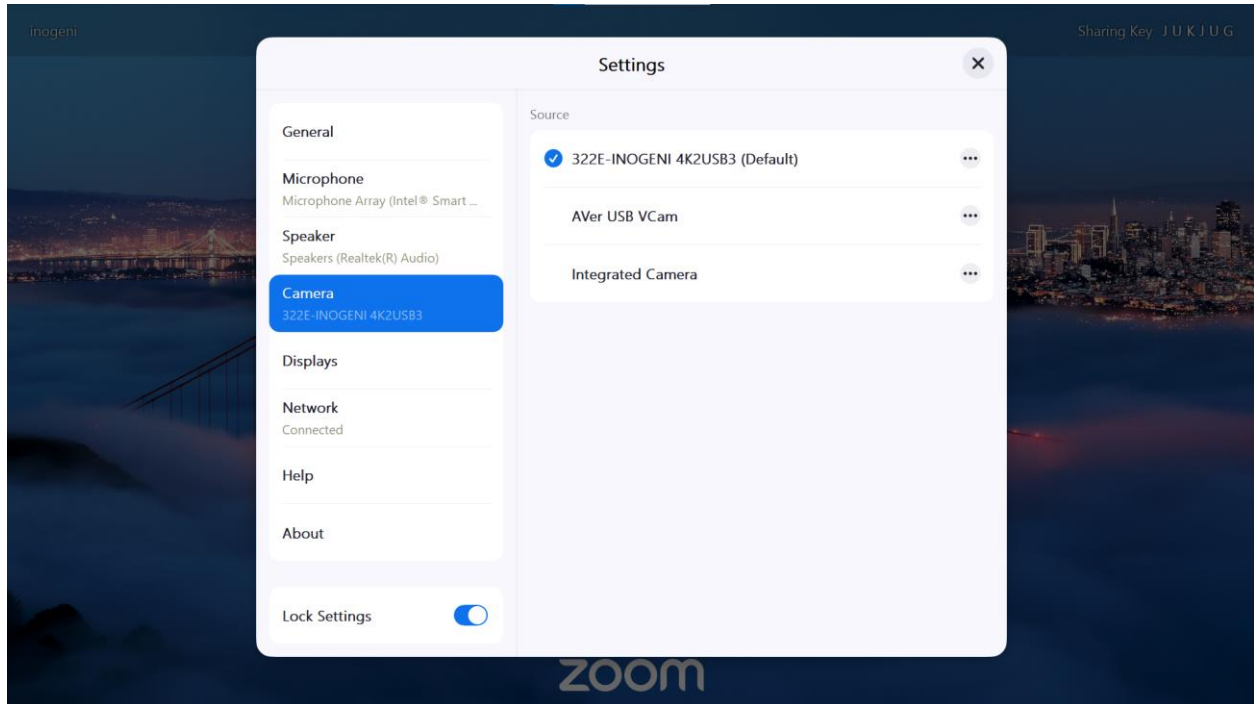 inogeni
Sharing Key J U K J U G
Settings
General
Microphone
Microphone Array (Intel® Smart ...
Speaker
Speakers (Realtek(R) Audio)
Camera
322E-INOGENI 4K2USB3
Displays
Network
Connected
Help
About
Lock Settings
Source
322E-INOGENI 4K2USB3 (Default)
AVer USB VCam
Integrated Camera
zoom